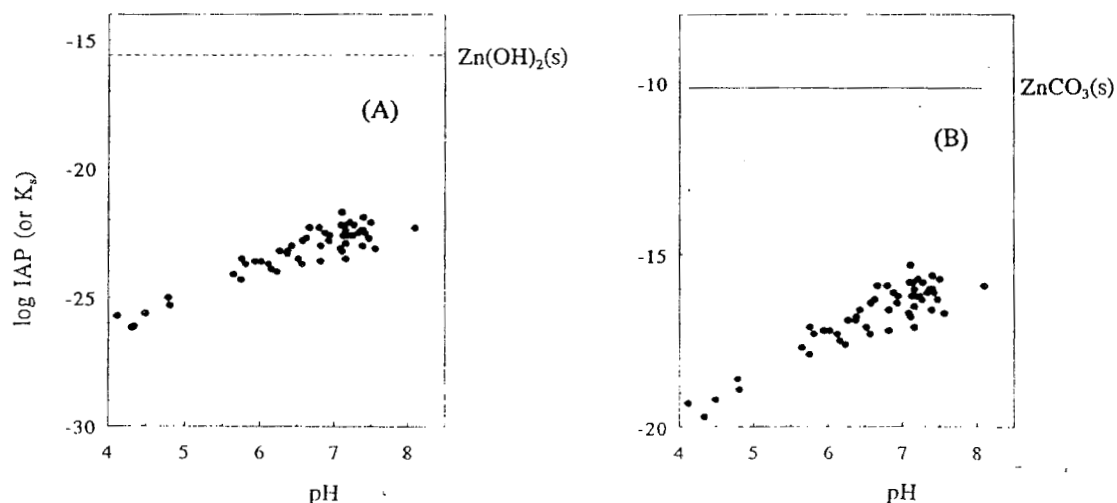 -15
Zn(OH)₂(s)
(A)
-20
log IAP (or Kₛ)
-25
-30
4 5 6 7 8
pH
-10
ZnCO₃(s)
(B)
-15
-20
4 5 6 7 8
pH